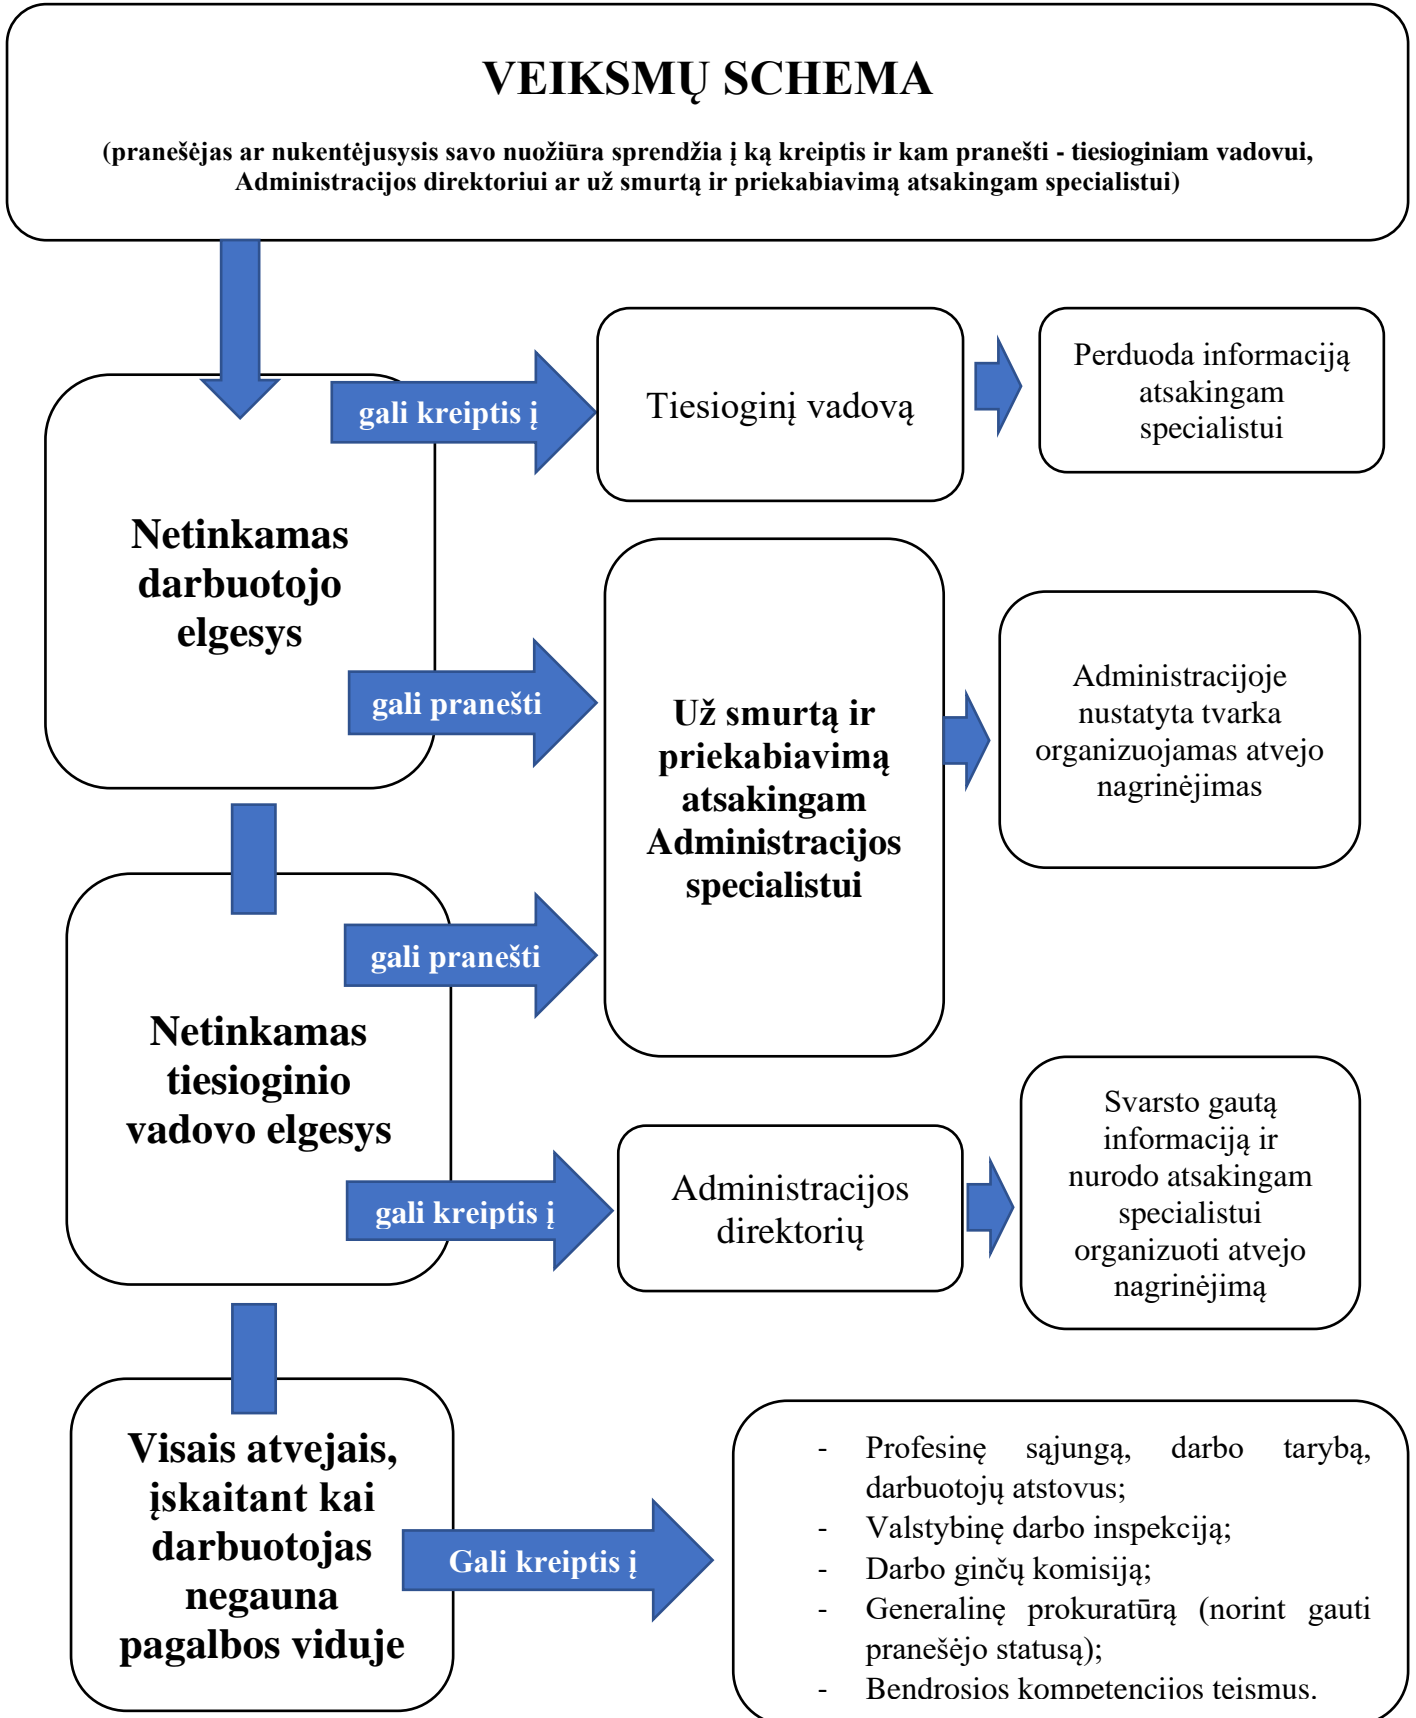 VEIKSMŲ SCHEMA
(pranešėjas ar nukentėjusysis savo nuožiūra sprendžia į ką kreiptis ir kam pranešti - tiesioginiam vadovui,
Administracijos direktoriui ar už smurtą ir priekabiavimą atsakingam specialistui)
gali kreiptis į
Tiesioginį vadovą
Perduoda informaciją
atsakingam
specialistui
Netinkamas
darbuotojo
elgesys
gali pranešti
Už smurtą ir
priekabiavimą
atsakingam
Administracijos
specialistui
Administracijoje
nustatyta tvarka
organizuojamas atvejo
nagrinėjimas
gali pranešti
Netinkamas
tiesioginio
vadovo elgesys
gali kreiptis į
Administracijos
direktorių
Svarsto gautą
informaciją ir
nurodo atsakingam
specialistui
organizuoti atvejo
nagrinėjimą
Visais atvejais,
įskaitant kai
darbuotojas
negauna
pagalbos viduje
Gali kreiptis į
- Profesinę sąjungą, darbo tarybą,
darbuotojų atstovus;
- Valstybinę darbo inspekciją;
- Darbo ginčų komisiją;
- Generalinę prokuratūrą (norint gauti
pranešėjo statusą);
- Bendrosios kompetencijos teismus.